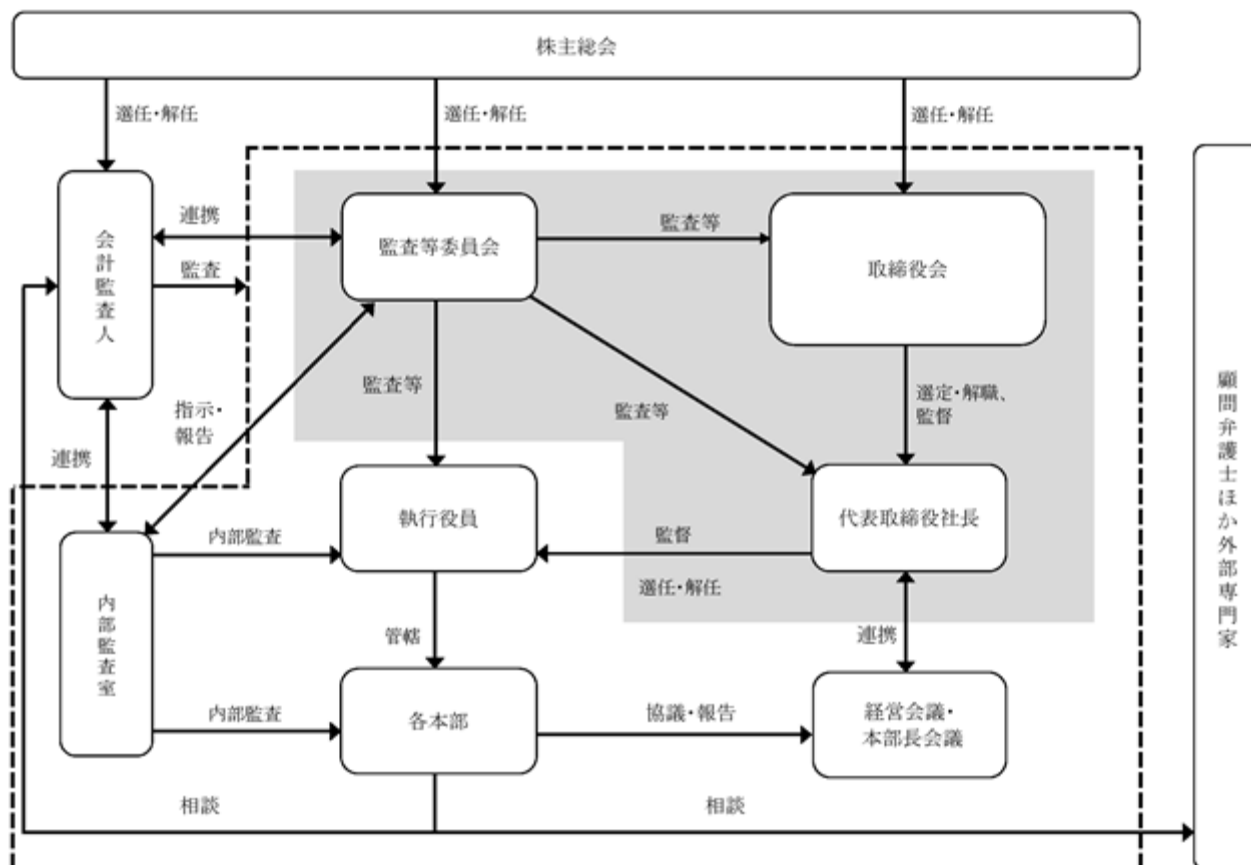 株主総会
選任・解任
選任・解任
選任・解任
会計監査人
連携
監査
監査等委員会
監査等
取締役会
指示・
報告
監査等
監査等
選定・解職、
監督
連携
顧問弁護士ほか外部専門家
執行役員
代表取締役社長
内部監査
監督
選任・解任
内部監査室
管轄
連携
内部監査
各本部
協議・報告
経営会議・
本部長会議
相談
相談